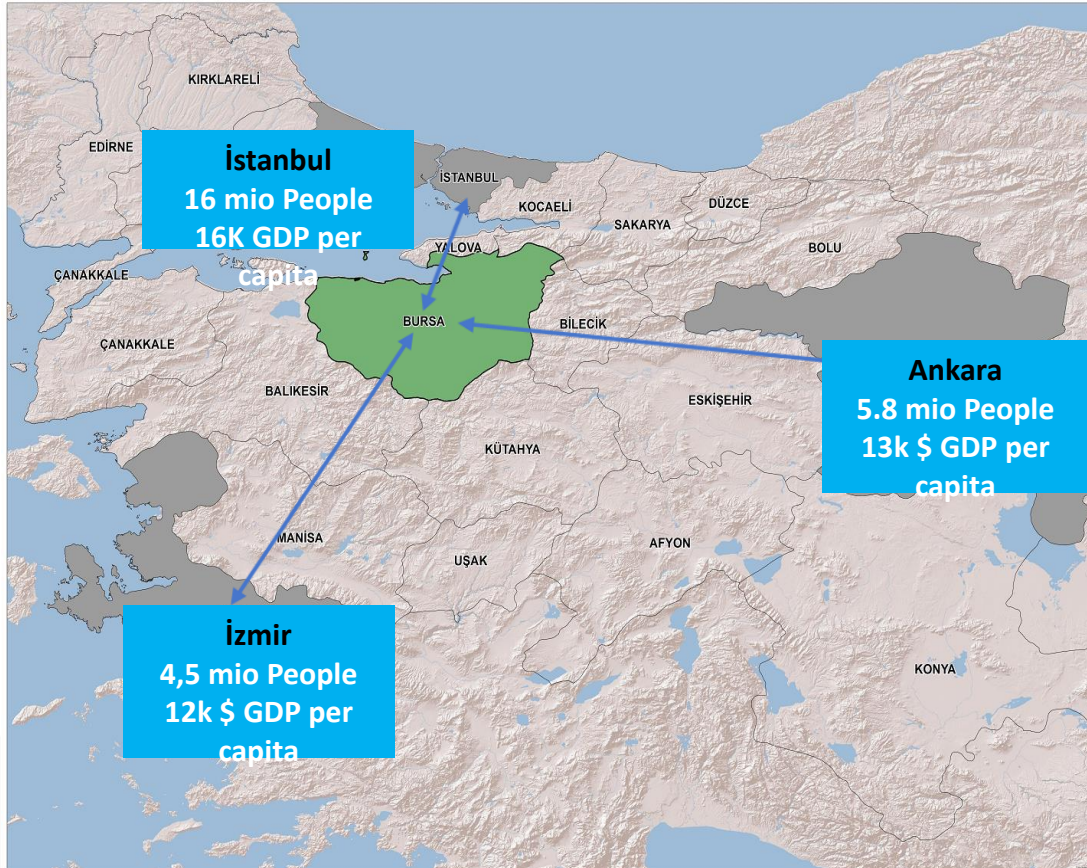 KIRKLARELİ
EDİRNE
İstanbul
16 mio People
16K GDP per
capita
İSTANBUL
KOCAELİ
SAKARYA
DÜZCE
BOLU
YALOVA
ÇANAKKALE
BURSA
BİLECİK
ÇANAKKALE
Ankara
5.8 mio People
13k $ GDP per
capita
BALIKESİR
ESKİŞEHİR
KÜTAHYA
MANİSA
UŞAK
AFYON
İzmir
4,5 mio People
12k $ GDP per
capita
KONYA